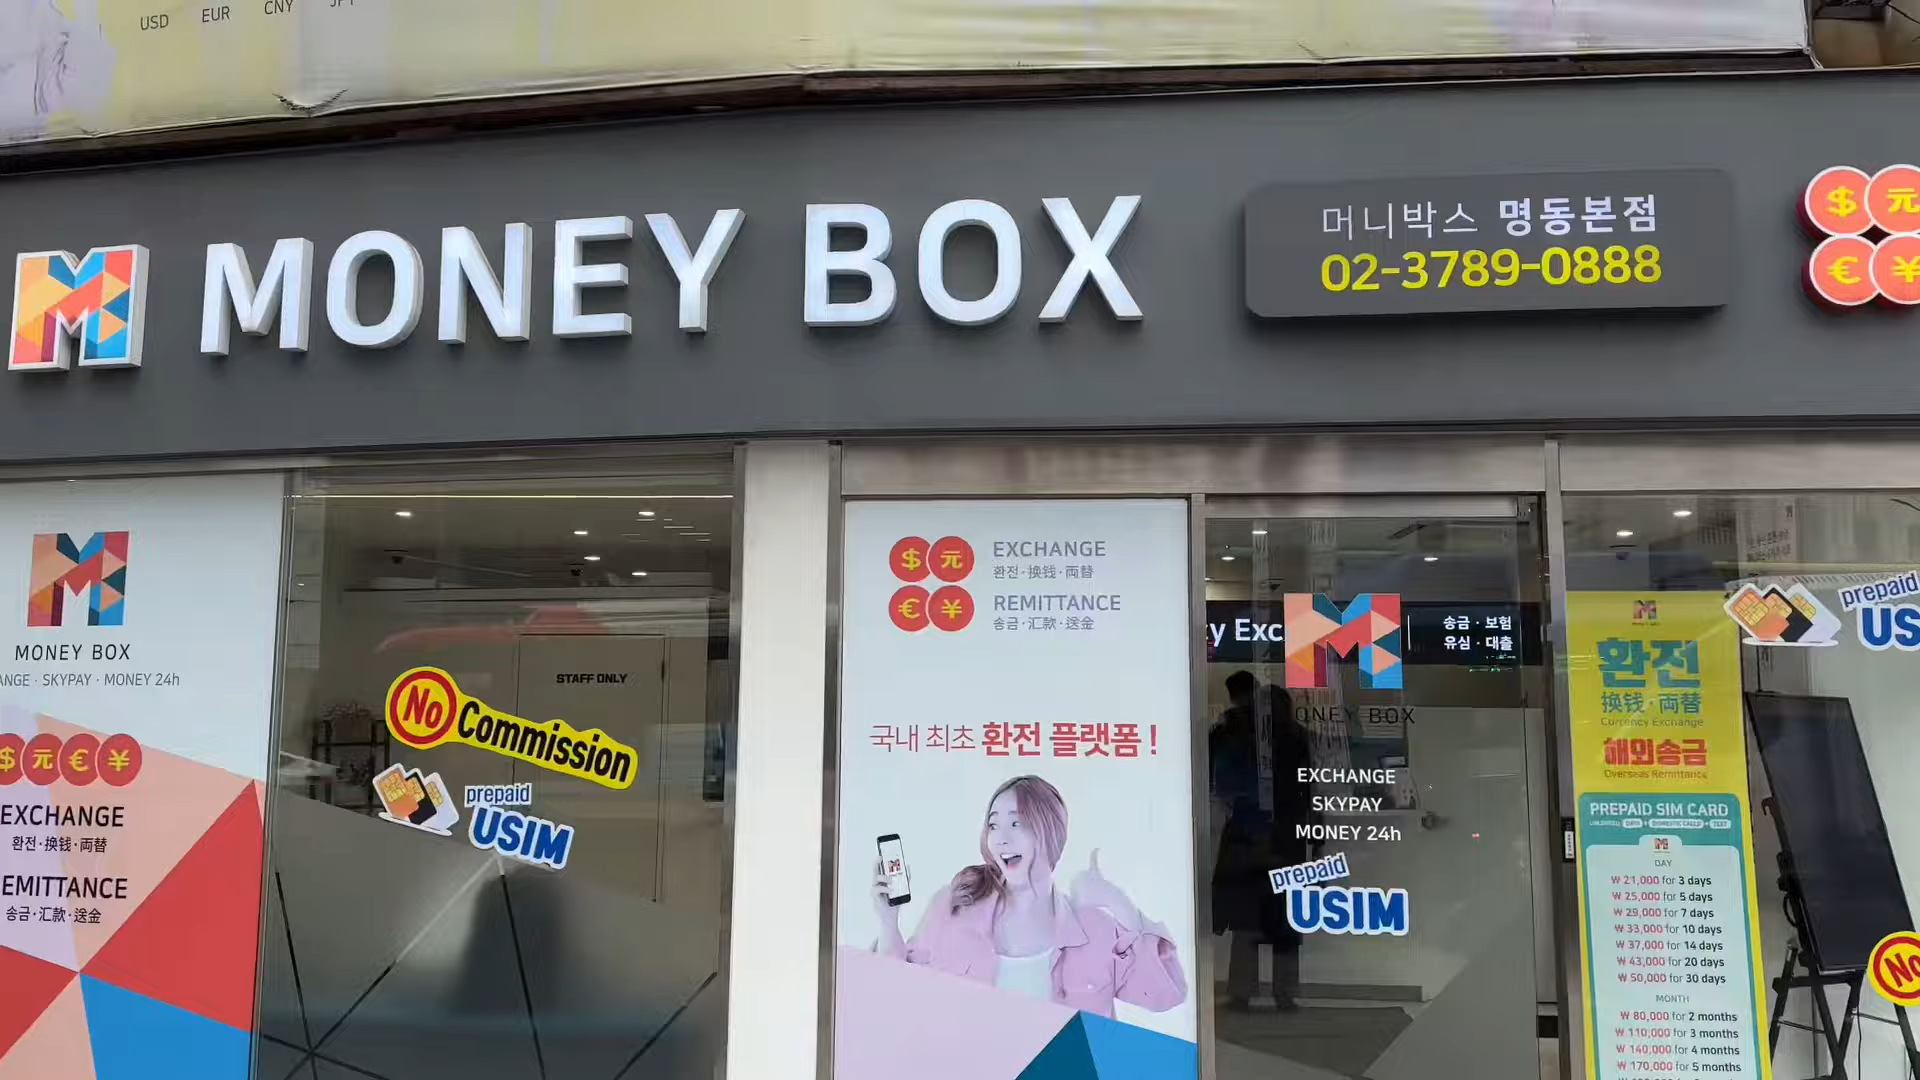 USD EUR CNY
MONEY BOX
머니박스 명동본점
02-3789-0888
$ 元
€ ¥
MONEY BOX
ANGE · SKYPAY · MONEY 24h
$ 元 € ¥
EXCHANGE
환전·换钱·両替
EMITTANCE
송금·汇款·送金
STAFF ONLY
No Commission
prepaid
USIM
$ 元
€ ¥
EXCHANGE
환전·换钱·両替
REMITTANCE
송금·汇款·送金
국내 최초 환전 플랫폼!
cy Exc
송금·보험
유심·대출
ONEY BOX
EXCHANGE
SKYPAY
MONEY 24h
prepaid
USIM
환전
换钱·両替
Currency Exchange
해외송금
Overseas Remittance
PREPAID SIM CARD
UNLIMITED DATA + DOMESTIC CALLS + TEXT
DAY
₩ 21,000 for 3 days
₩ 25,000 for 5 days
₩ 29,000 for 7 days
₩ 33,000 for 10 days
₩ 37,000 for 14 days
₩ 43,000 for 20 days
₩ 50,000 for 30 days
MONTH
₩ 80,000 for 2 months
₩ 110,000 for 3 months
₩ 140,000 for 4 months
₩ 170,000 for 5 months
prepaid
US
No